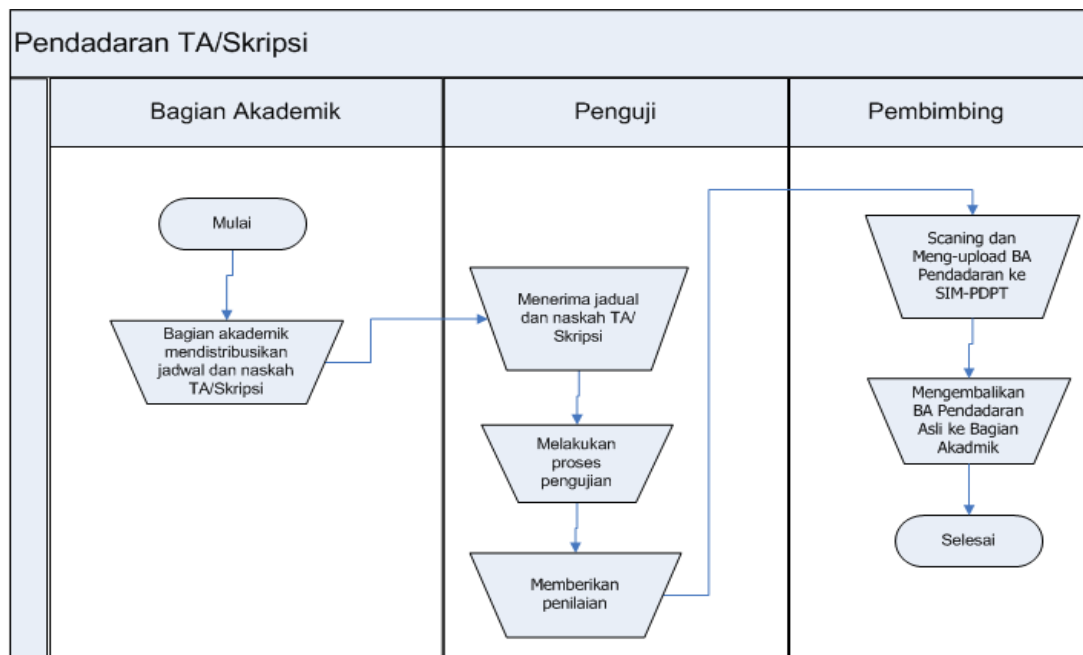 Pendadaran TA/Skripsi
Bagian Akademik
Penguji
Pembimbing
Mulai
Bagian akademik
mendistribusikan
jadwal dan naskah
TA/Skripsi
Menerima jadual
dan naskah TA/
Skripsi
Melakukan
proses
pengujian
Memberikan
penilaian
Scaning dan
Meng-upload BA
Pendadaran ke
SIM-PDPT
Mengembalikan
BA Pendadaran
Asli ke Bagian
Akadmik
Selesai